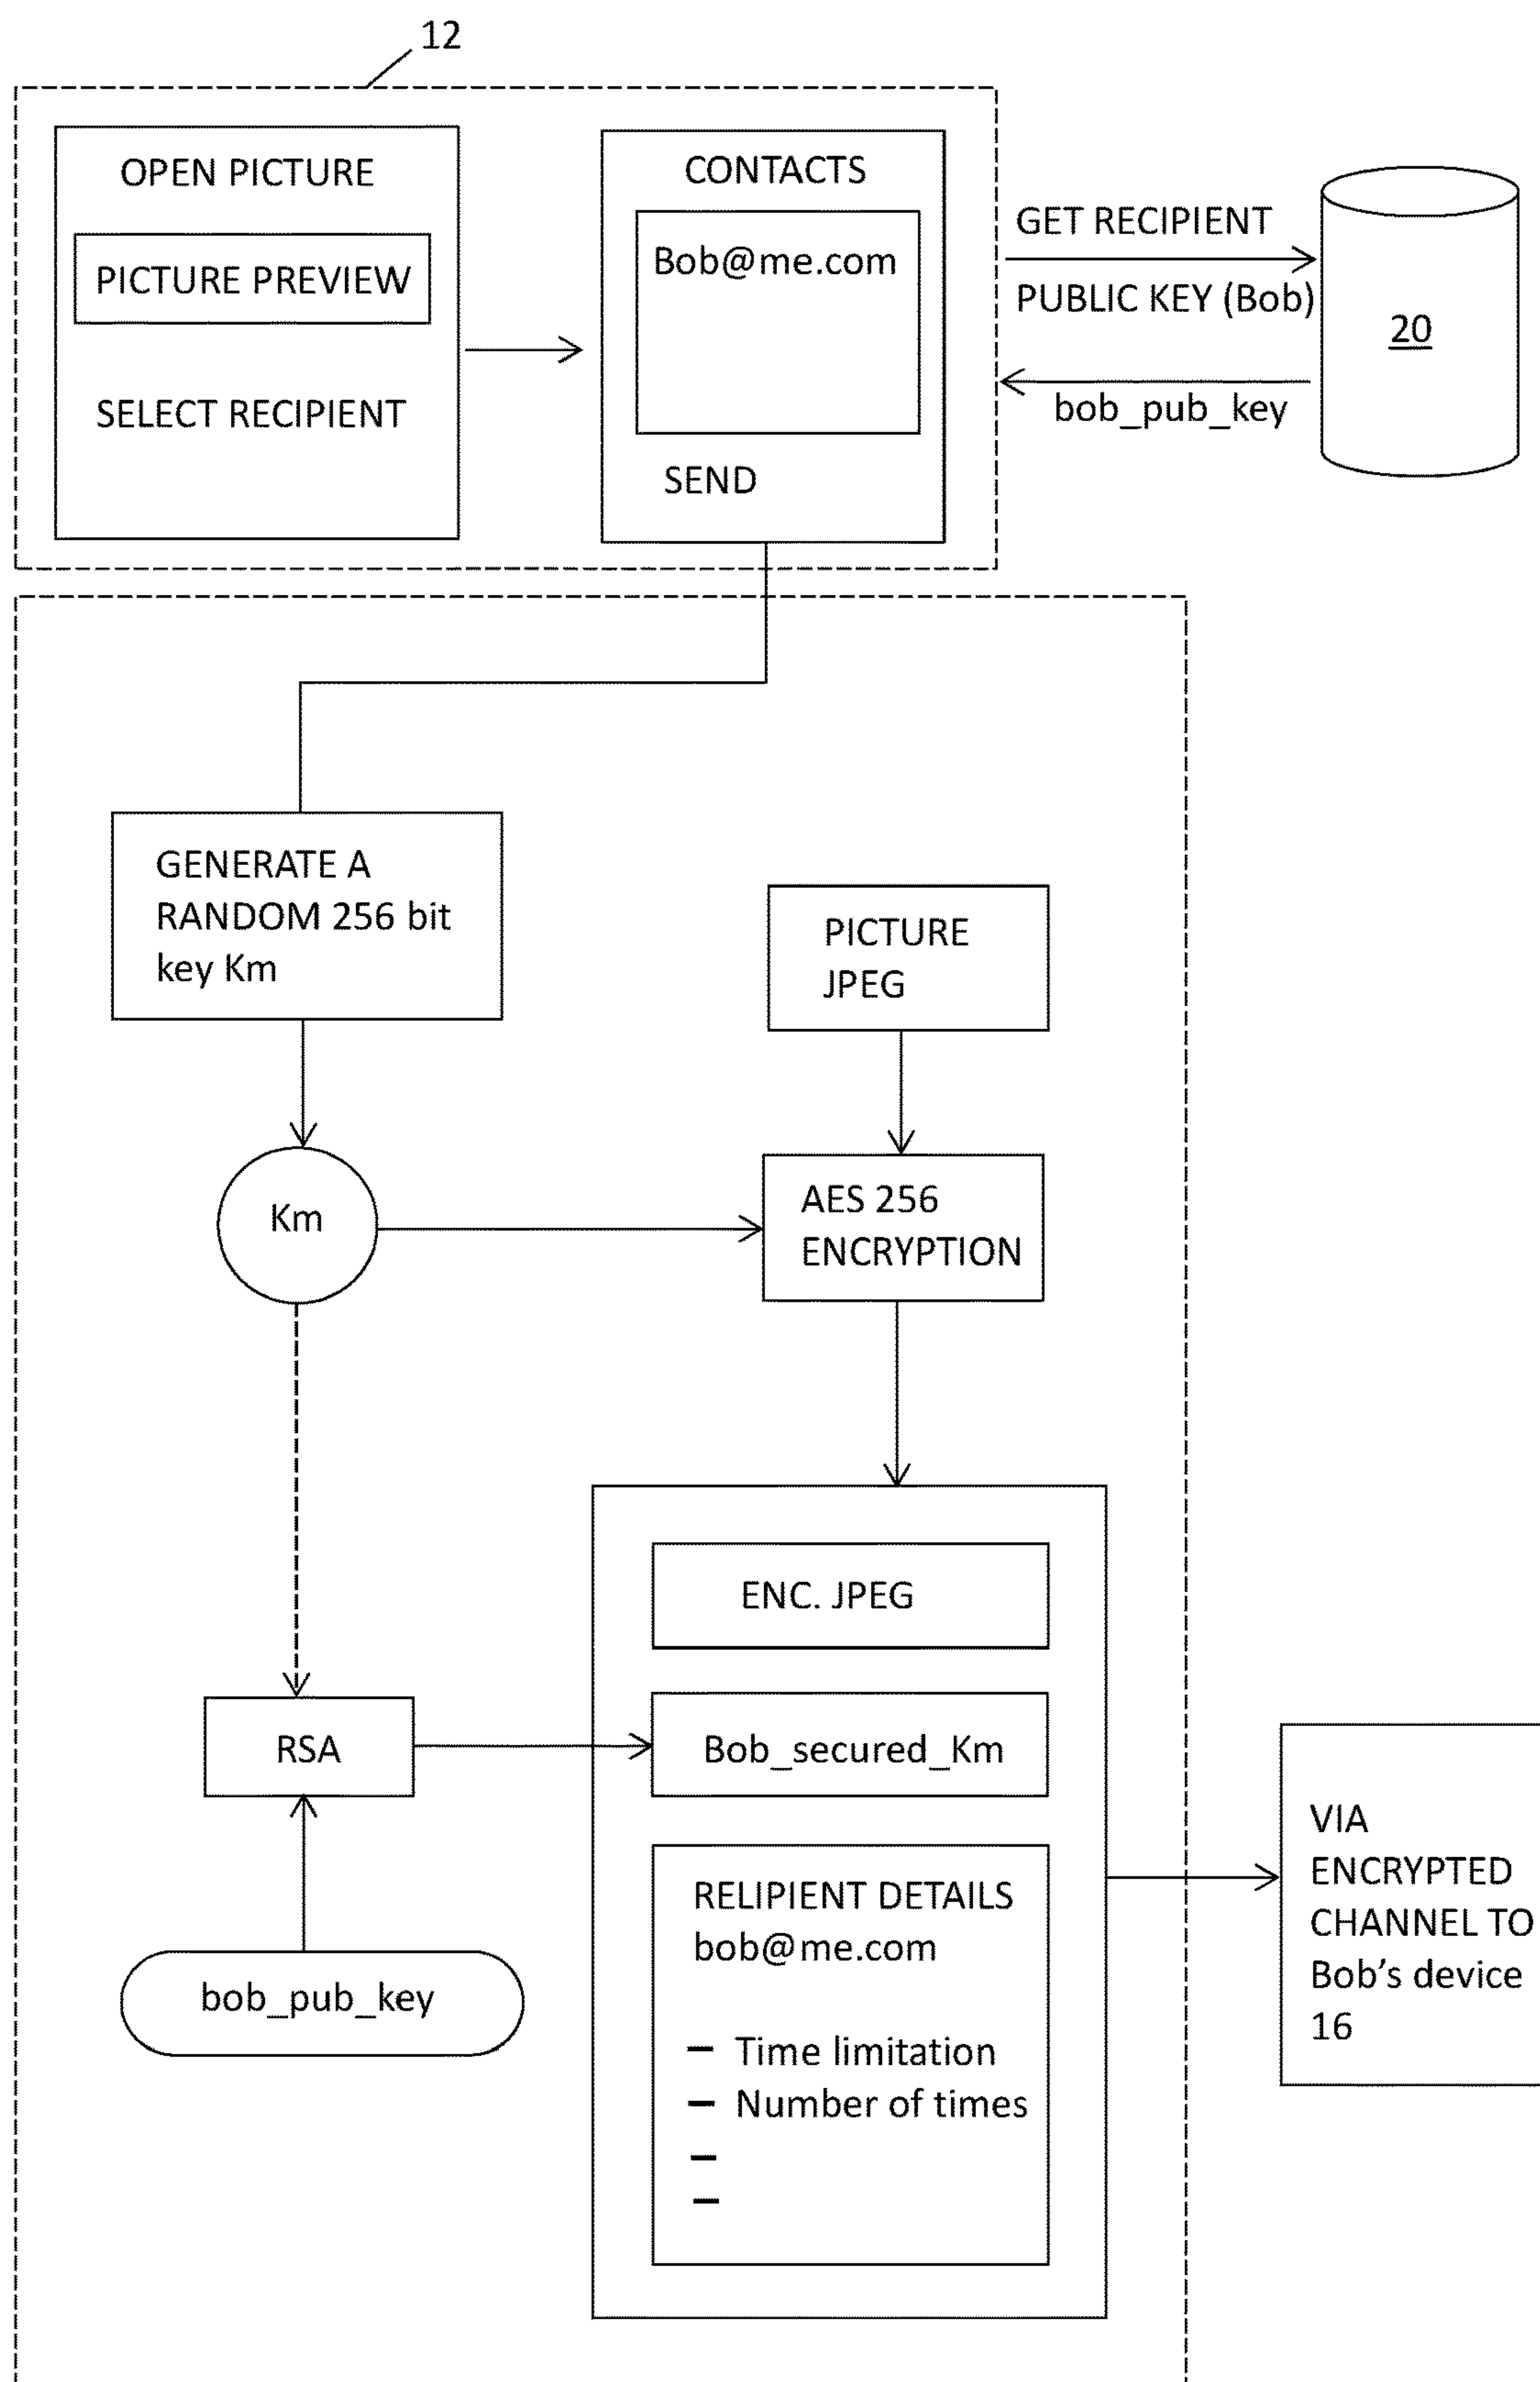 12
OPEN PICTURE
PICTURE PREVIEW
SELECT RECIPIENT
CONTACTS
Bob@me.com
SEND
GET RECIPIENT
PUBLIC KEY (Bob)
bob_pub_key
20
GENERATE A
RANDOM 256 bit
key Km
PICTURE
JPEG
Km
AES 256
ENCRYPTION
ENC. JPEG
RSA
Bob_secured_Km
bob_pub_key
RELIPIENT DETAILS
bob@me.com
– Time limitation
– Number of times
–
–
VIA
ENCRYPTED
CHANNEL TO
Bob’s device
16